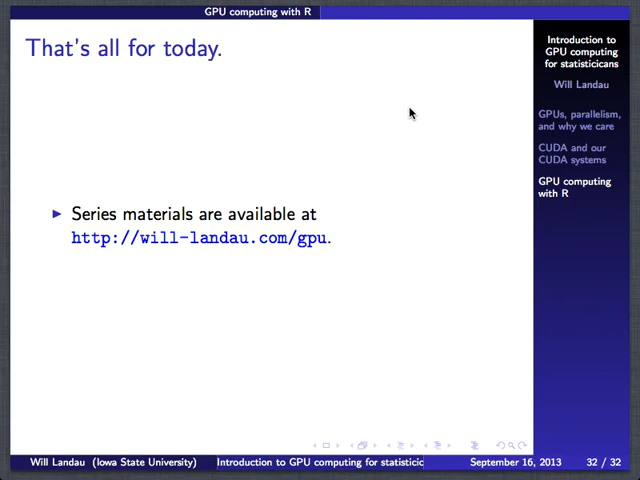 GPU computing with R
That's all for today.
Series materials are available at
http://will-landau.com/gpu.
Introduction to
GPU computing
for statisticicans
Will Landau
GPUs, parallelism,
and why we care
CUDA and our
CUDA systems
GPU computing
with R
Will Landau (Iowa State University)
Introduction to GPU computing for statisticic
September 16, 2013
32 / 32